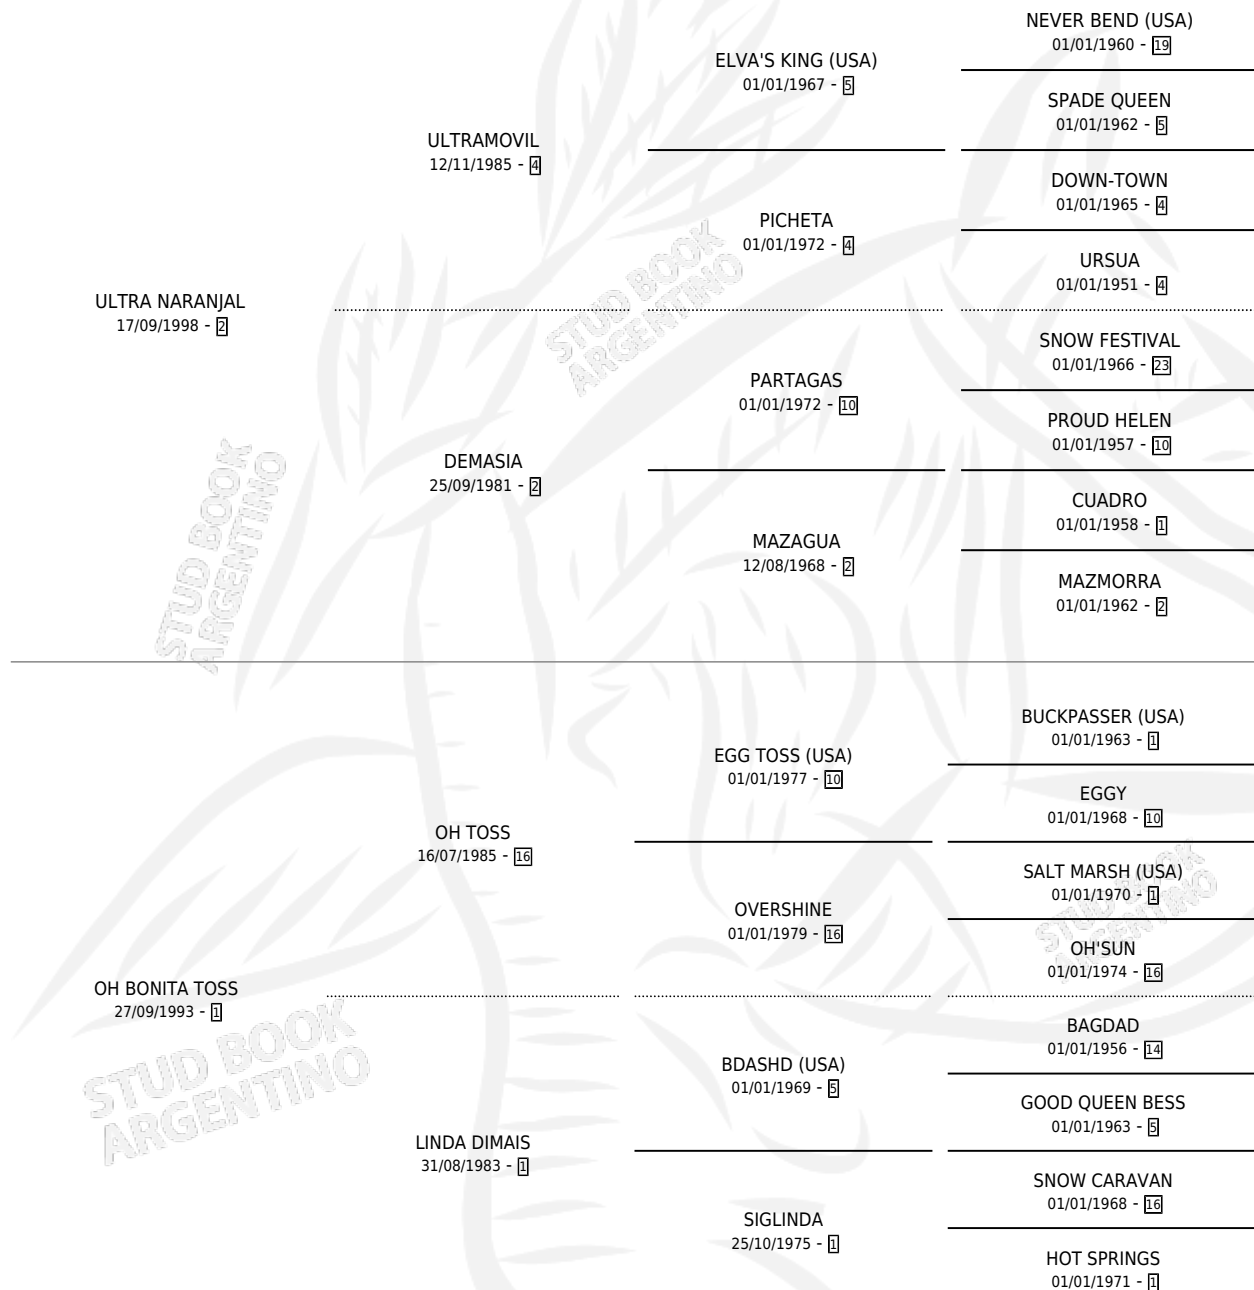 NEVER BEND (USA)
01/01/1960 - 19
ELVA'S KING (USA)
01/01/1967 - 5
SPADE QUEEN
01/01/1962 - 5
ULTRAMOVIL
12/11/1985 - 4
DOWN-TOWN
01/01/1965 - 4
PICHETA
01/01/1972 - 4
URSUA
01/01/1951 - 4
ULTRA NARANJAL
17/09/1998 - 2
SNOW FESTIVAL
01/01/1966 - 23
PARTAGAS
01/01/1972 - 10
PROUD HELEN
01/01/1957 - 10
DEMASIA
25/09/1981 - 2
CUADRO
01/01/1958 - 1
MAZAGUA
12/08/1968 - 2
MAZMORRA
01/01/1962 - 2
BUCKPASSER (USA)
01/01/1963 - 1
EGG TOSS (USA)
01/01/1977 - 10
EGGY
01/01/1968 - 10
OH TOSS
16/07/1985 - 16
SALT MARSH (USA)
01/01/1970 - 1
OVERSHINE
01/01/1979 - 16
OH'SUN
01/01/1974 - 16
OH BONITA TOSS
27/09/1993 - 1
BAGDAD
01/01/1956 - 14
BDASHD (USA)
01/01/1969 - 5
GOOD QUEEN BESS
01/01/1963 - 5
LINDA DIMAIS
31/08/1983 - 1
SNOW CARAVAN
01/01/1968 - 16
SIGLINDA
25/10/1975 - 1
HOT SPRINGS
01/01/1971 - 1
STUD BOOK
ARGENTINO
STUD BOOK
ARGENTINO
STUD BOOK
ARGENTINO
STUD BOOK
ARGENTINO